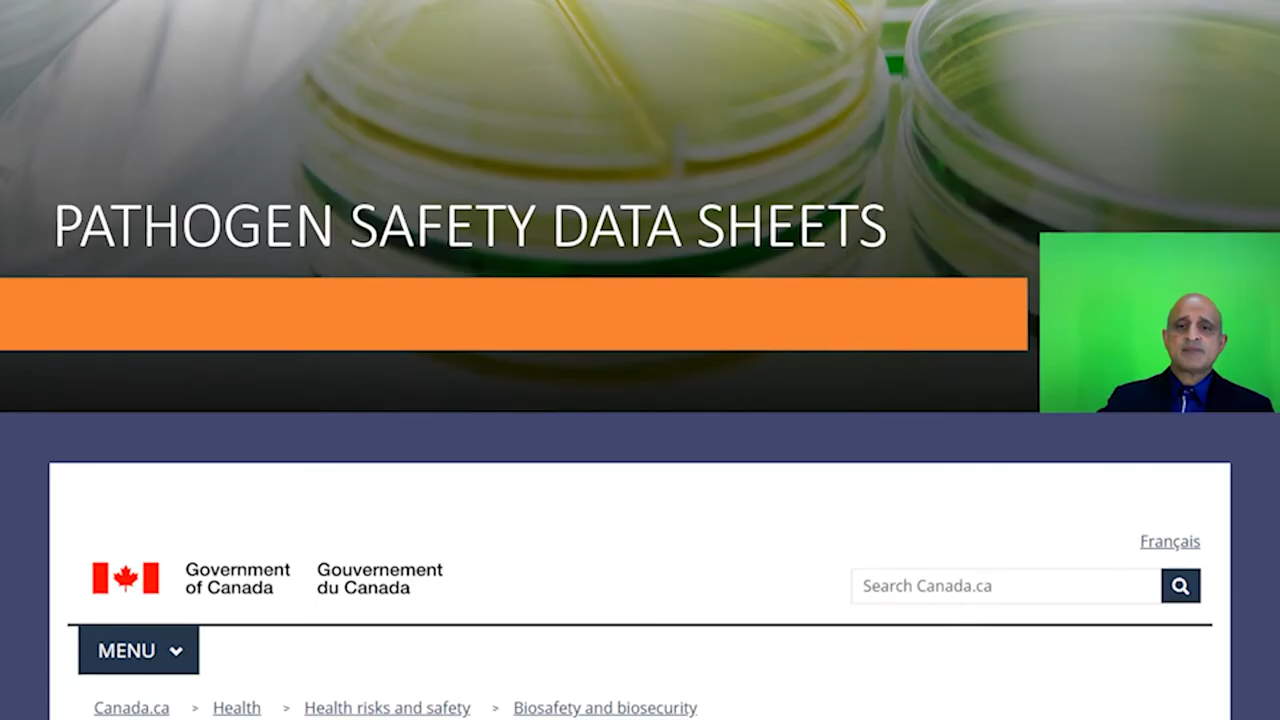 PATHOGEN SAFETY DATA SHEETS
Français
Government of Canada
Gouvernement du Canada
Search Canada.ca
MENU
Canada.ca > Health > Health risks and safety > Biosafety and biosecurity